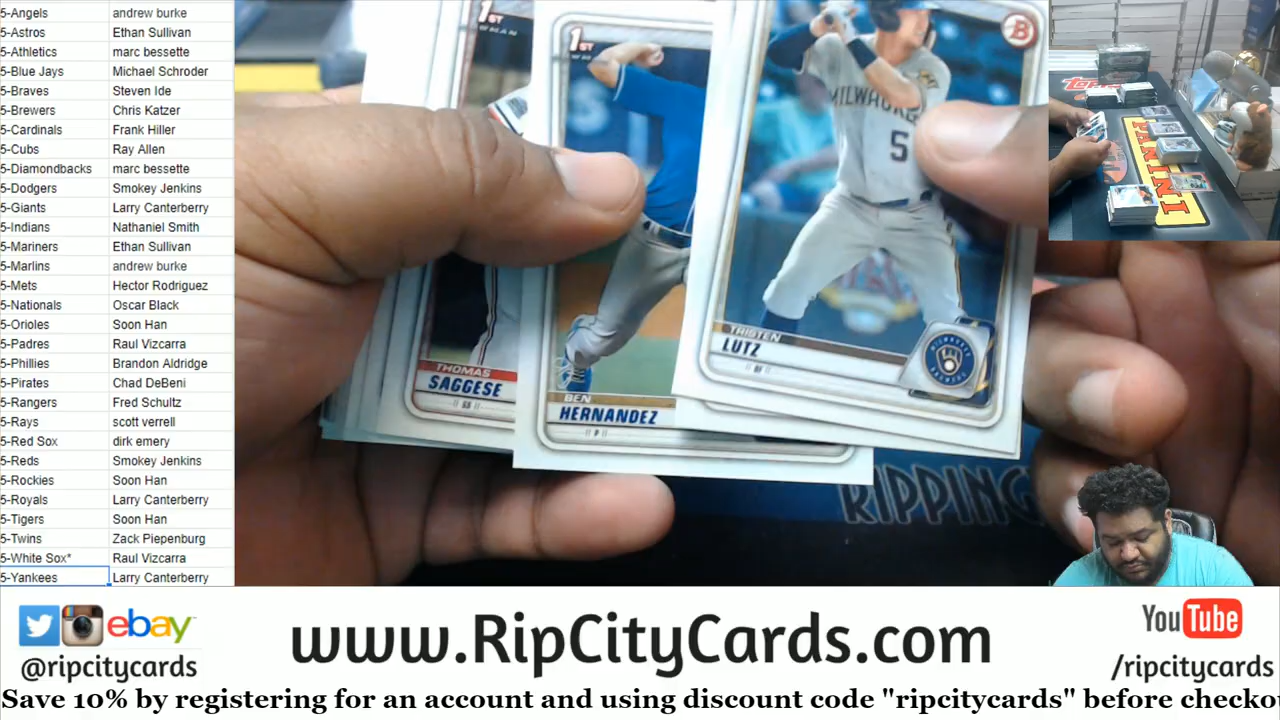 5-Angels andrew burke
5-Astros Ethan Sullivan
5-Athletics marc bessette
5-Blue Jays Michael Schroder
5-Braves Steven Ide
5-Brewers Chris Katzer
5-Cardinals Frank Hiller
5-Cubs Ray Allen
5-Diamondbacks marc bessette
5-Dodgers Smokey Jenkins
5-Giants Larry Canterberry
5-Indians Nathaniel Smith
5-Mariners Ethan Sullivan
5-Marlins andrew burke
5-Mets Hector Rodriguez
5-Nationals Oscar Black
5-Orioles Soon Han
5-Padres Raul Vizcarra
5-Phillies Brandon Aldridge
5-Pirates Chad DeBeni
5-Rangers Fred Schultz
5-Rays scott verrell
5-Red Sox dirk emery
5-Reds Smokey Jenkins
5-Rockies Soon Han
5-Royals Larry Canterberry
5-Tigers Soon Han
5-Twins Zack Piepenburg
5-White Sox* Raul Vizcarra
5-Yankees Larry Canterberry
1ST
THOMAS
SAGGESE
1ST
BEN
HERNANDEZ
P
B
MILWAUKE
5
TRISTEN
LUTZ
OF
RIPPING
Topps
PANINI
ebay
@ripcitycards
www.RipCityCards.com
YouTube
/ripcitycards
Save 10% by registering for an account and using discount code "ripcitycards" before checko